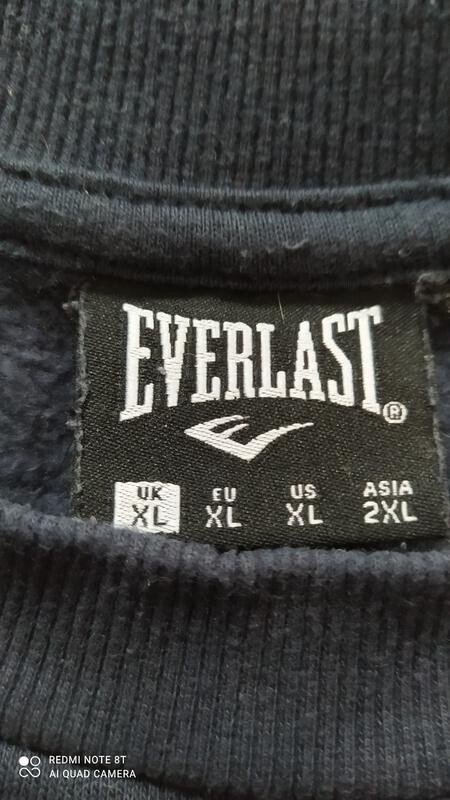 EVERLAST®
UK EU US ASIA
XL XL XL 2XL
REDMI NOTE 8T
AI QUAD CAMERA